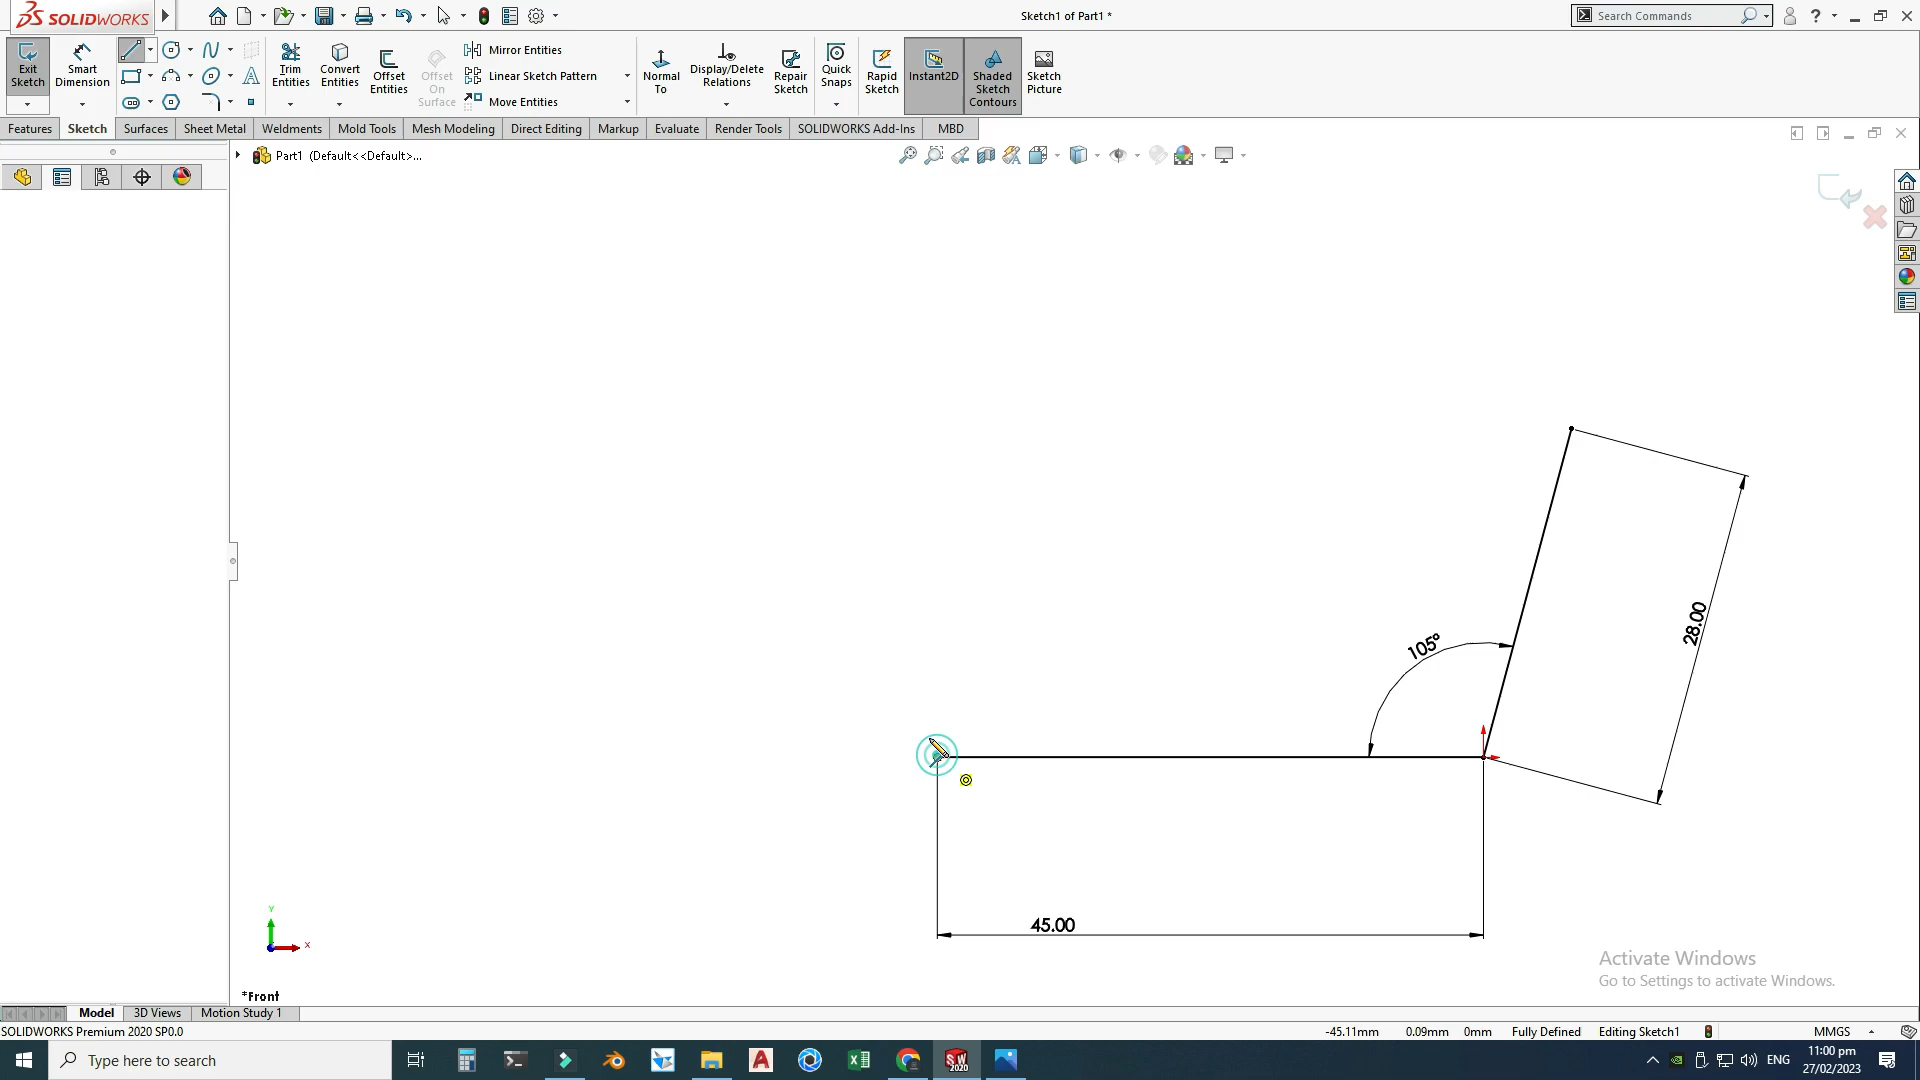 SOLIDWORKS
Sketch1 of Part1 *
Search Commands
Exit Sketch
Smart Dimension
Trim Entities
Convert Entities
Offset Entities
Offset On Surface
Mirror Entities
Linear Sketch Pattern
Move Entities
Normal To
Display/Delete Relations
Repair Sketch
Quick Snaps
Rapid Sketch
Instant2D
Shaded Sketch Contours
Sketch Picture
Features Sketch Surfaces Sheet Metal Weldments Mold Tools Mesh Modeling Direct Editing Markup Evaluate Render Tools SOLIDWORKS Add-Ins MBD
Part1 (Default<<Default>...
105°
28.00
45.00
Y
X
*Front
Activate Windows
Go to Settings to activate Windows.
Model 3D Views Motion Study 1
SOLIDWORKS Premium 2020 SP0.0
-45.11mm 0.09mm 0mm Fully Defined Editing Sketch1 MMGS
Type here to search
SW
2020
ENG
11:00 pm
27/02/2023